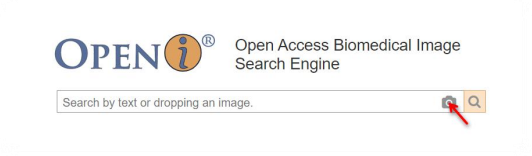 OPENi®
Open Access Biomedical Image
Search Engine
Search by text or dropping an image.